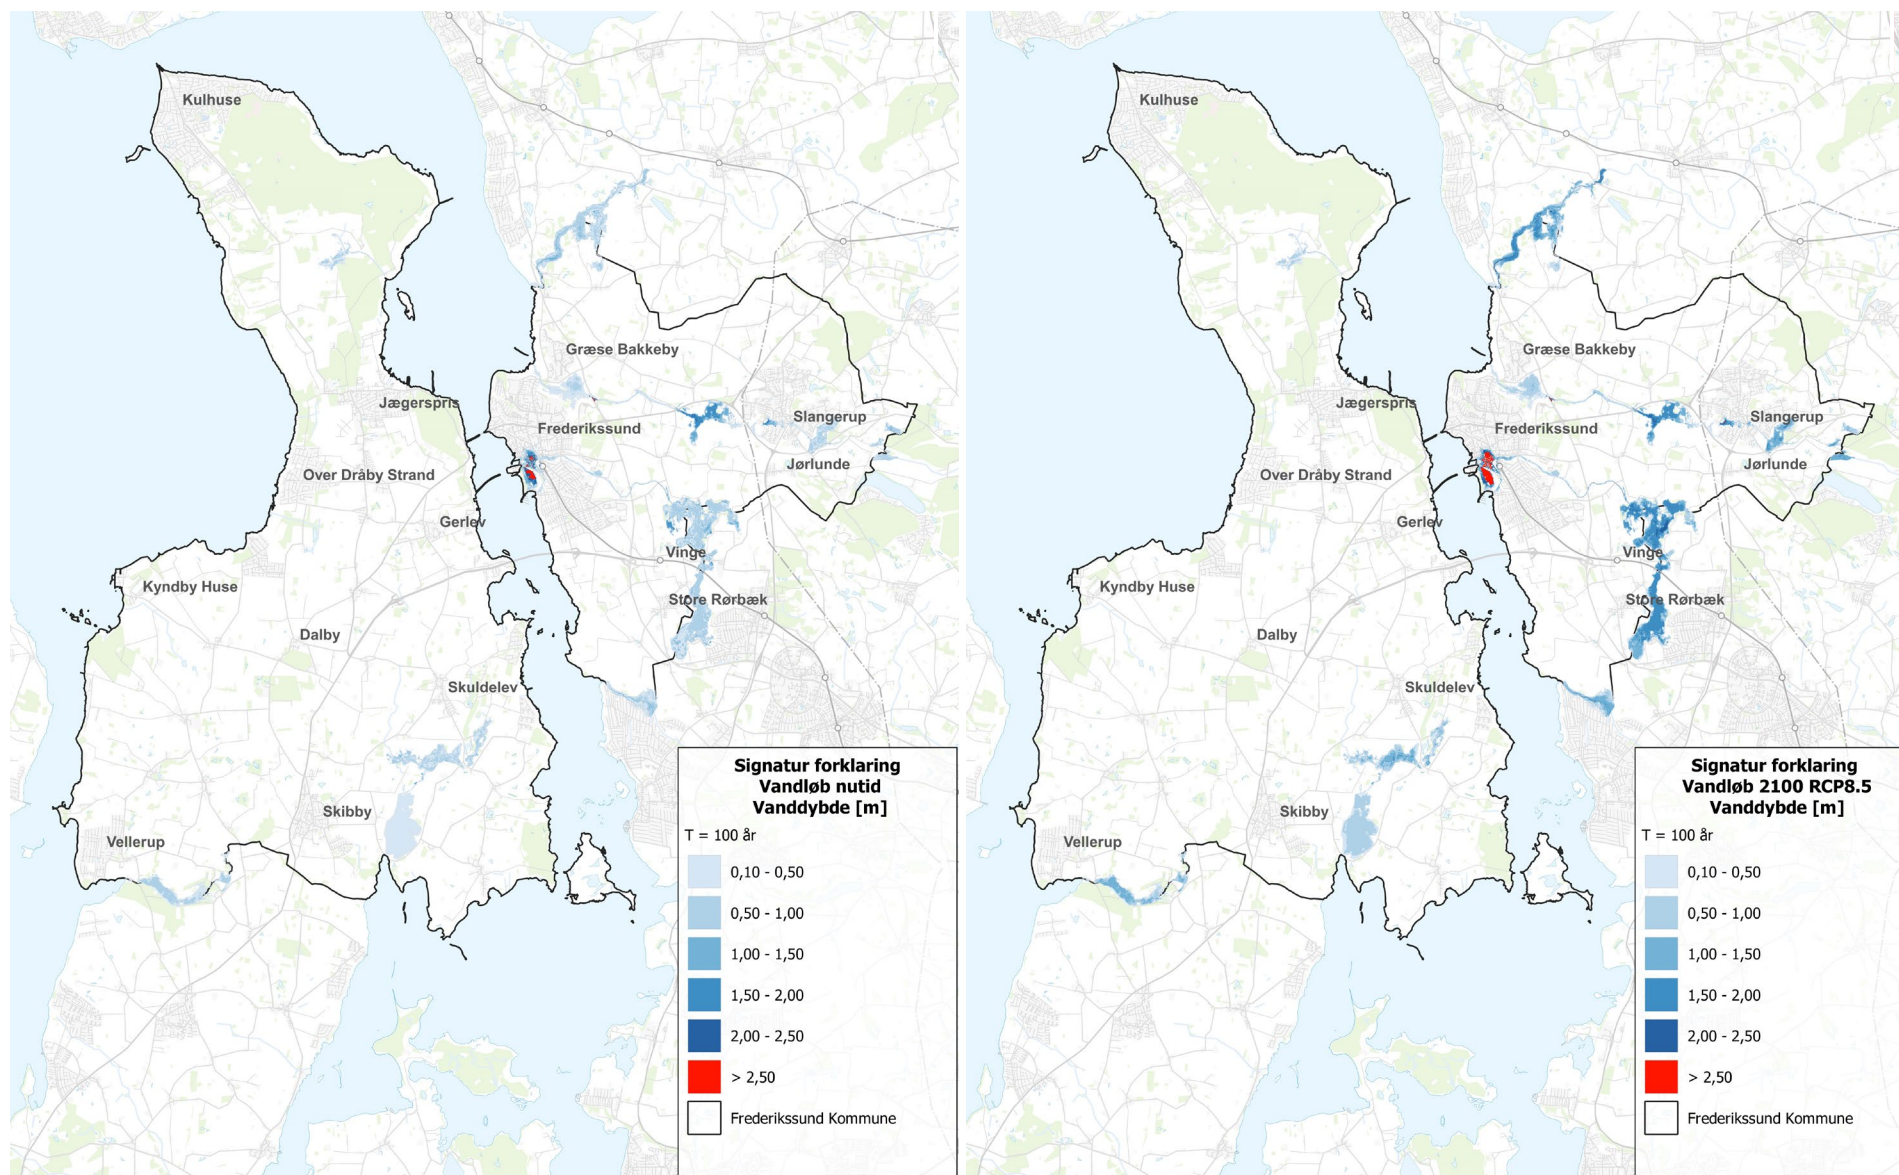 Kulhuse
Græse Bakkeby
Jægerspris
Slangerup
Frederikssund
Jørlunde
Over Dråby Strand
Gerlev
Vinge
Kyndby Huse
Store Rørbæk
Dalby
Skuldelev
Skibby
Vellerup
Signatur forklaring
Vandløb nutid
Vanddybde [m]
T = 100 år
0,10 - 0,50
0,50 - 1,00
1,00 - 1,50
1,50 - 2,00
2,00 - 2,50
> 2,50
Frederikssund Kommune
Kulhuse
Græse Bakkeby
Jægerspris
Slangerup
Frederikssund
Jørlunde
Over Dråby Strand
Gerlev
Vinge
Kyndby Huse
Store Rørbæk
Dalby
Skuldelev
Skibby
Vellerup
Signatur forklaring
Vandløb 2100 RCP8.5
Vanddybde [m]
T = 100 år
0,10 - 0,50
0,50 - 1,00
1,00 - 1,50
1,50 - 2,00
2,00 - 2,50
> 2,50
Frederikssund Kommune